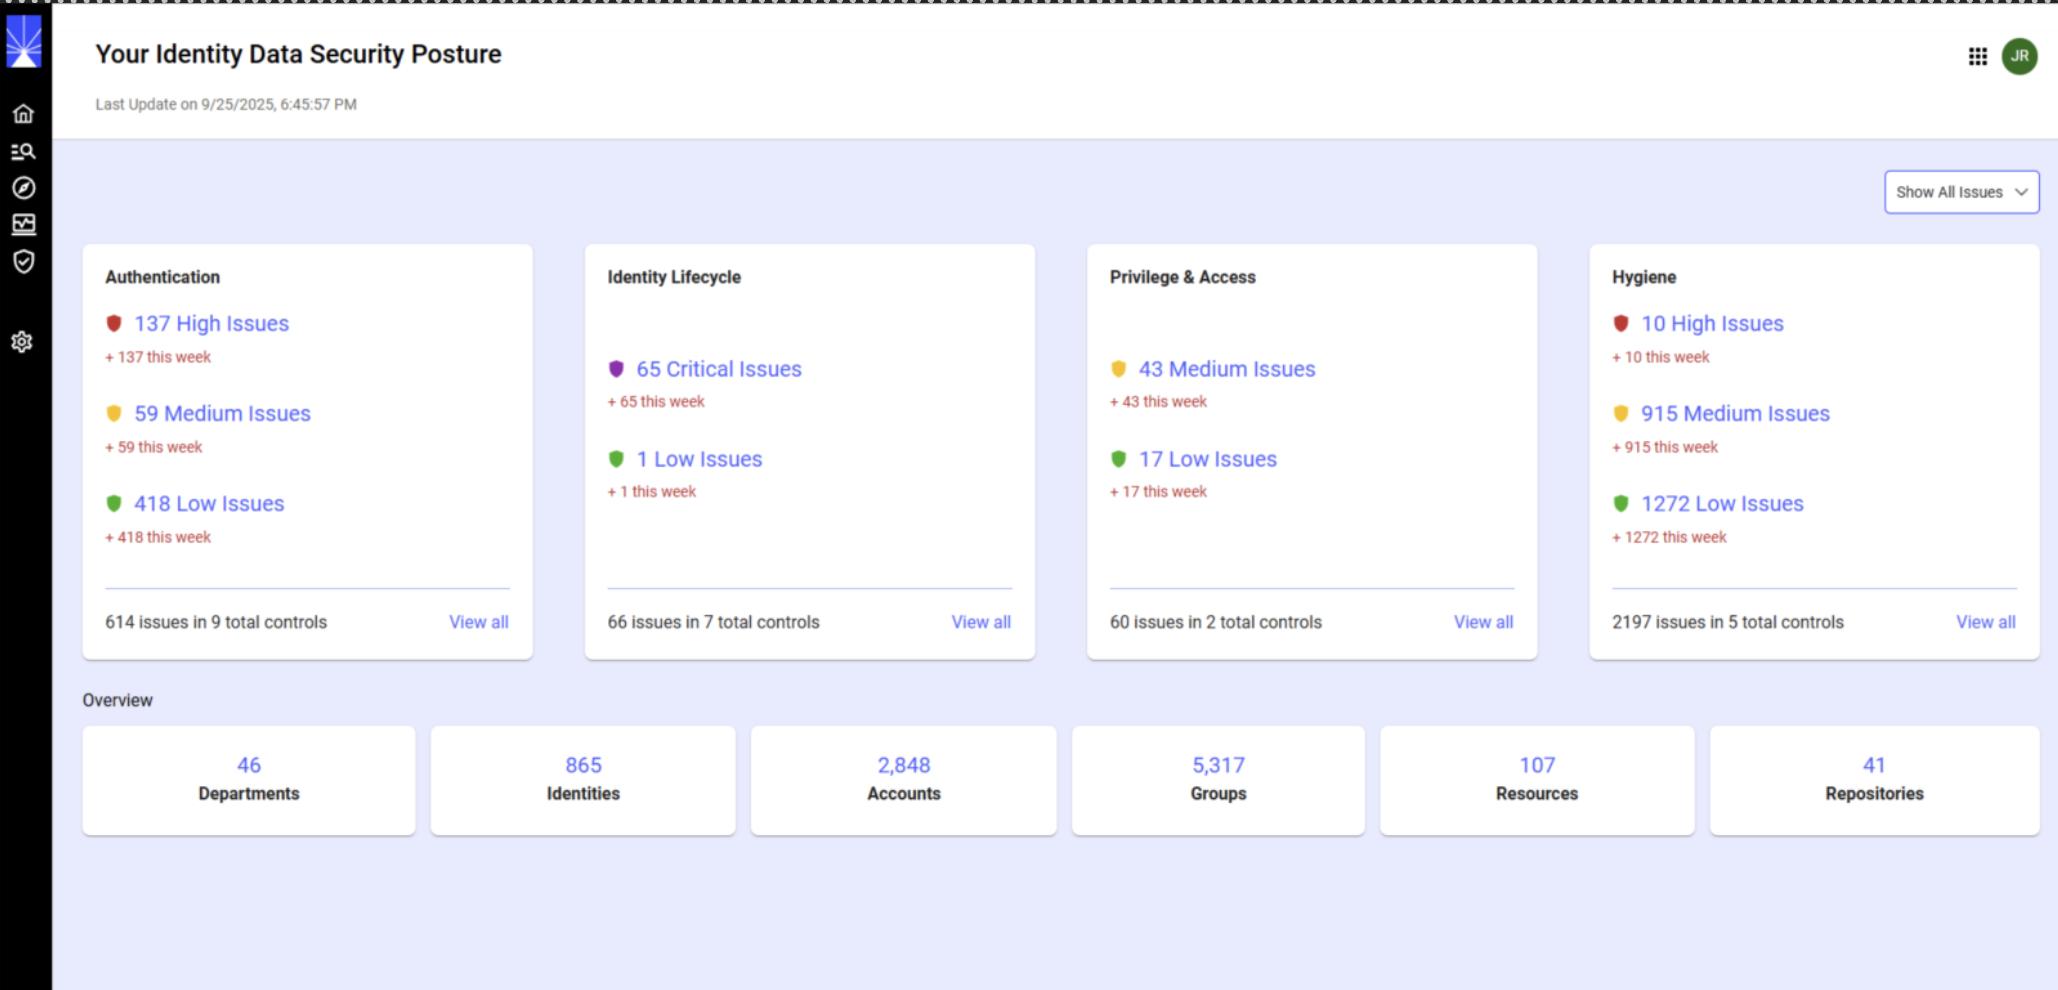 Your Identity Data Security Posture
JR
Last Update on 9/25/2025, 6:45:57 PM
Show All Issues
Authentication
137 High Issues
+ 137 this week
59 Medium Issues
+ 59 this week
418 Low Issues
+ 418 this week
614 issues in 9 total controls
View all
Identity Lifecycle
65 Critical Issues
+ 65 this week
1 Low Issues
+ 1 this week
66 issues in 7 total controls
View all
Privilege & Access
43 Medium Issues
+ 43 this week
17 Low Issues
+ 17 this week
60 issues in 2 total controls
View all
Hygiene
10 High Issues
+ 10 this week
915 Medium Issues
+ 915 this week
1272 Low Issues
+ 1272 this week
2197 issues in 5 total controls
View all
Overview
46
Departments
865
Identities
2,848
Accounts
5,317
Groups
107
Resources
41
Repositories